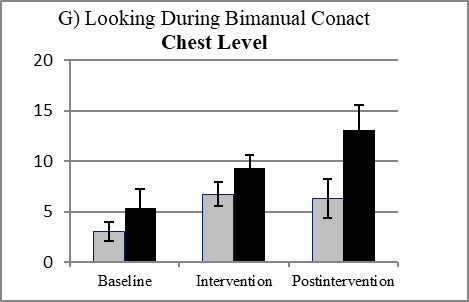 G) Looking During Bimanual Conact
Chest Level
20
15
10
5
0
Baseline Intervention Postintervention